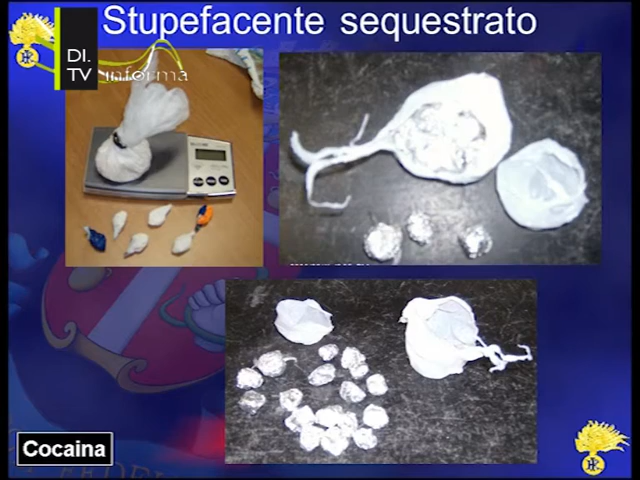 Stupefacente sequestrato
DI.
TV
informa
Cocaina